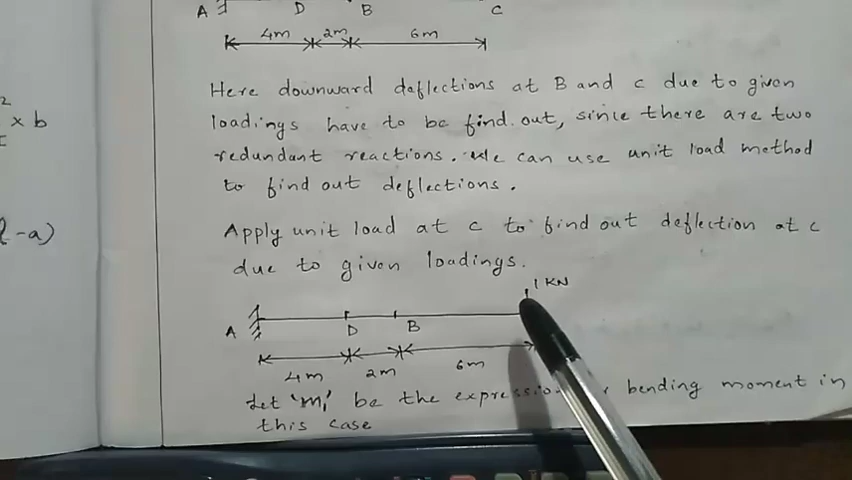 A D B C
4m 2m 6m
2
x b
(l-a)
Here downward deflections at B and c due to given
loadings have to be find out, since there are two
redundant reactions. We can use unit load method
to find out deflections.
Apply unit load at c to find out deflection at c
due to given loadings.
1 KN
A D B
4m 2m 6m
Let 'm1' be the bending moment in
this case